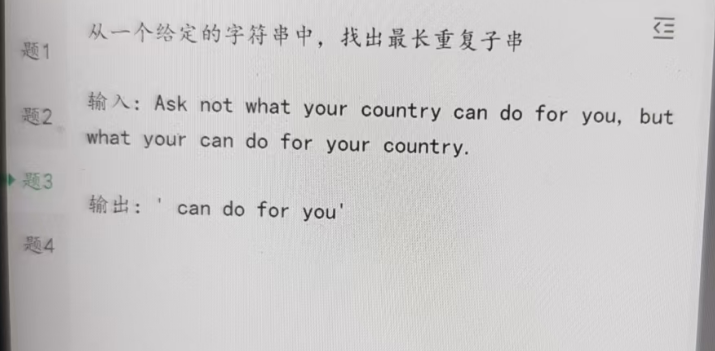 从一个给定的字符串中，找出最长重复子串
题1
输入: Ask not what your country can do for you, but
题2
what your can do for your country.
题3
输出: ' can do for you'
题4